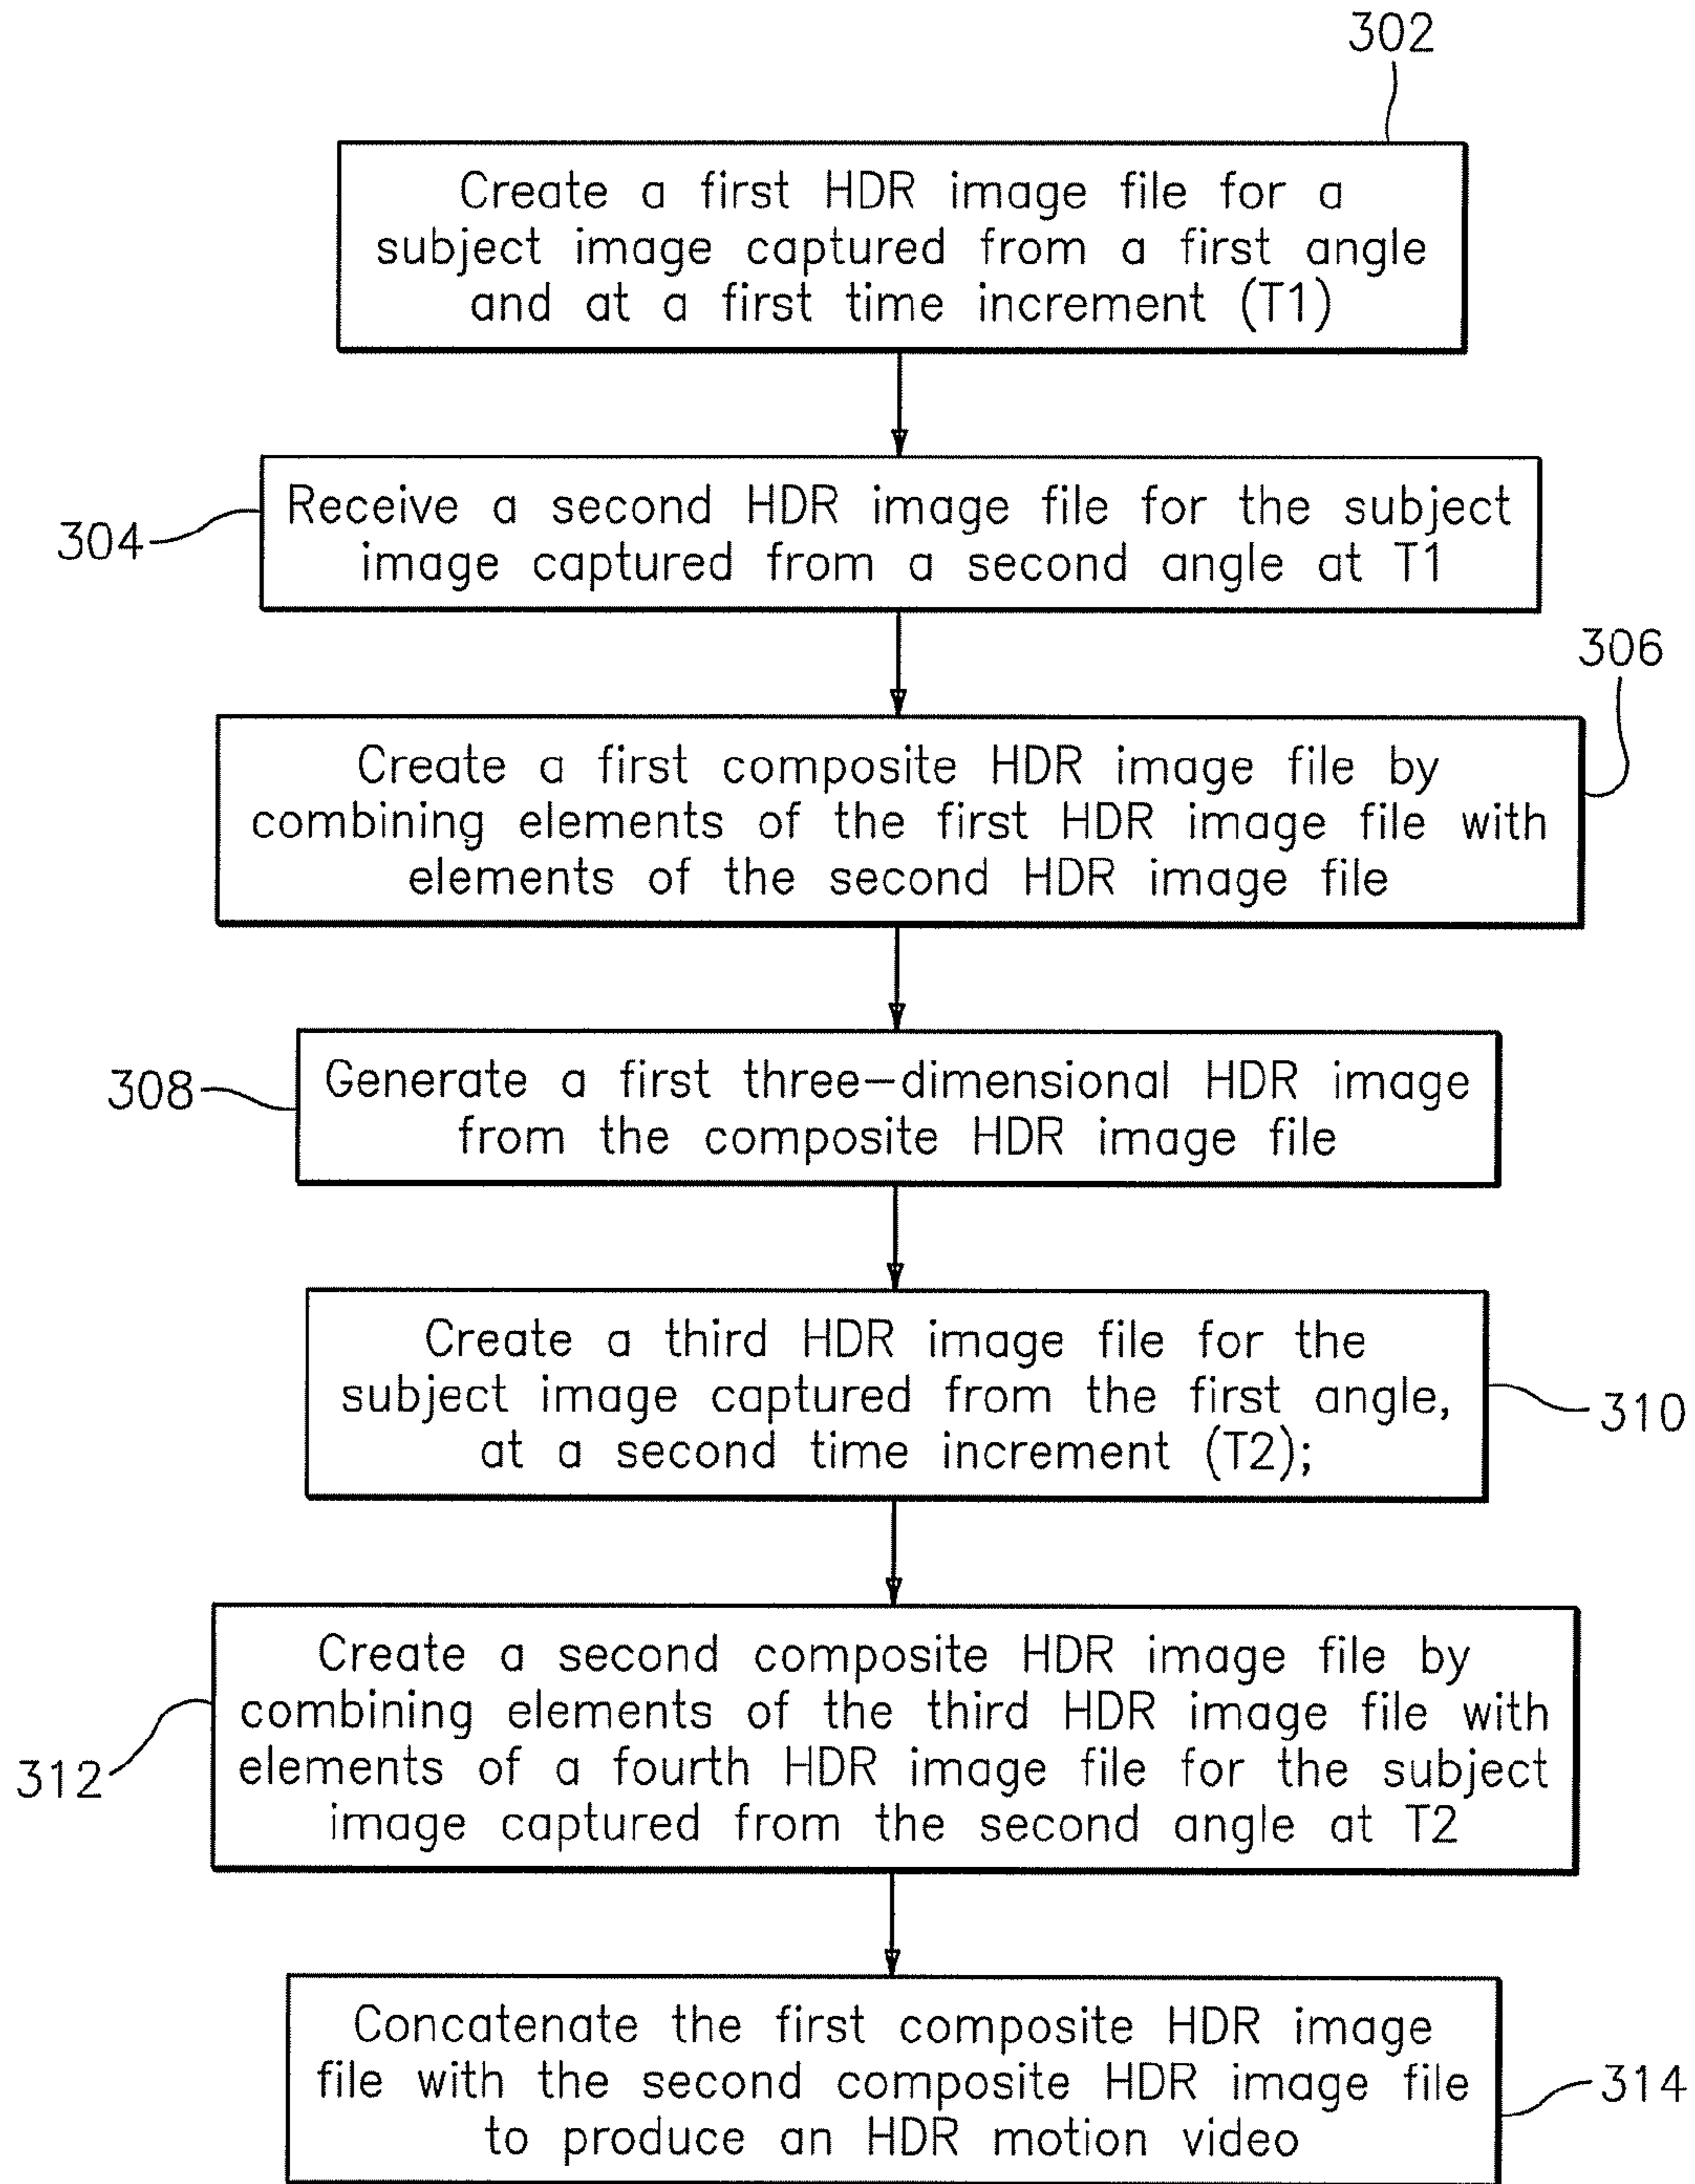 302
Create a first HDR image file for a
subject image captured from a first angle
and at a first time increment (T1)
304
Receive a second HDR image file for the subject
image captured from a second angle at T1
306
Create a first composite HDR image file by
combining elements of the first HDR image file with
elements of the second HDR image file
308
Generate a first three-dimensional HDR image
from the composite HDR image file
Create a third HDR image file for the
subject image captured from the first angle,
at a second time increment (T2);
310
Create a second composite HDR image file by
combining elements of the third HDR image file with
elements of a fourth HDR image file for the subject
image captured from the second angle at T2
312
Concatenate the first composite HDR image
file with the second composite HDR image file
to produce an HDR motion video
314